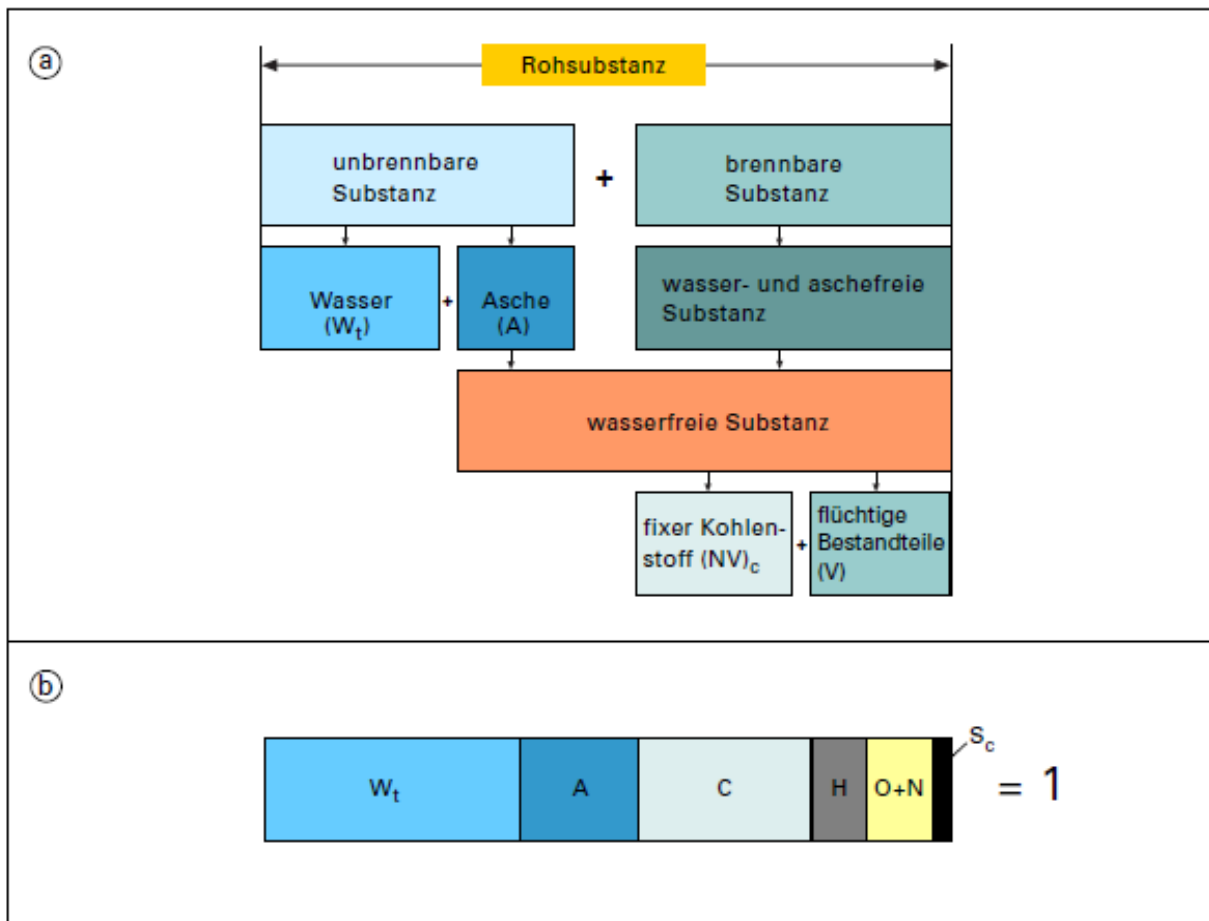 a
Rohsubstanz
unbrennbare
Substanz
+
brennbare
Substanz
Wasser
(Wt)
+
Asche
(A)
wasser- und aschefreie
Substanz
wasserfreie Substanz
fixer Kohlen-
stoff (NV)c
+
flüchtige
Bestandteile
(V)
b
Sc
Wt
A
C
H
O+N
= 1